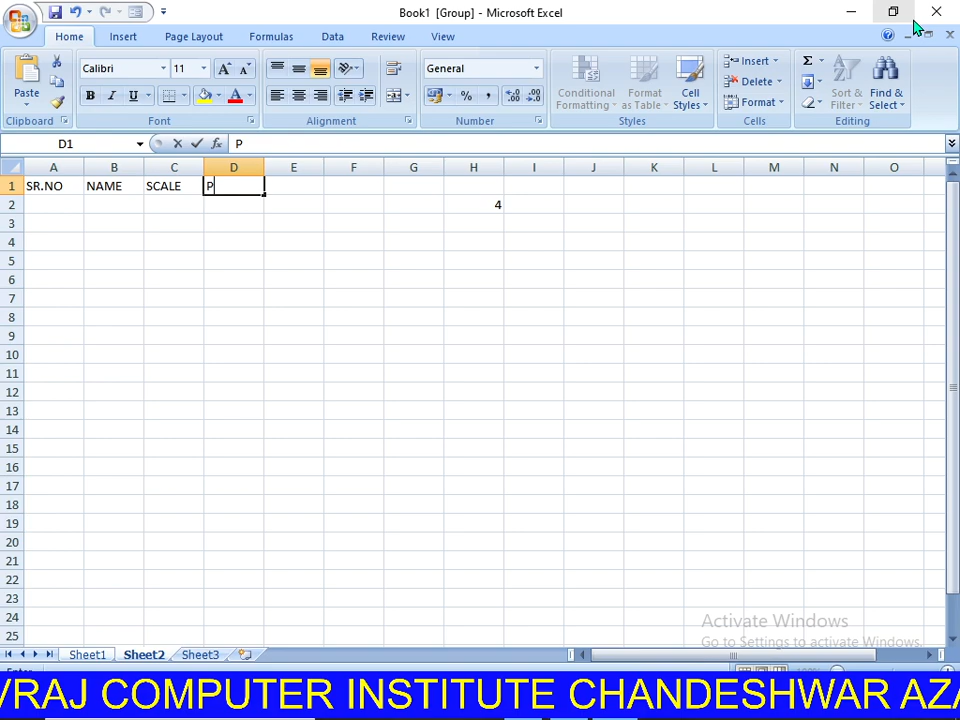 Book1 [Group] - Microsoft Excel
Home Insert Page Layout Formulas Data Review View
Calibri 11 General Insert
Paste Conditional Formatting Format as Table Cell Styles Delete Sort & Filter Find & Select
B I U % , Format
Clipboard Font Alignment Number Styles Cells Editing
D1 fx P
A B C D E F G H I J K L M N O
1 SR.NO NAME SCALE P
2 4
3
4
5
6
7
8
9
10
11
12
13
14
15
16
17
18
19
20
21
22
23
24
25
Activate Windows
Go to Settings to activate Windows.
Sheet1 Sheet2 Sheet3
VRAJ COMPUTER INSTITUTE CHANDESHWAR AZA